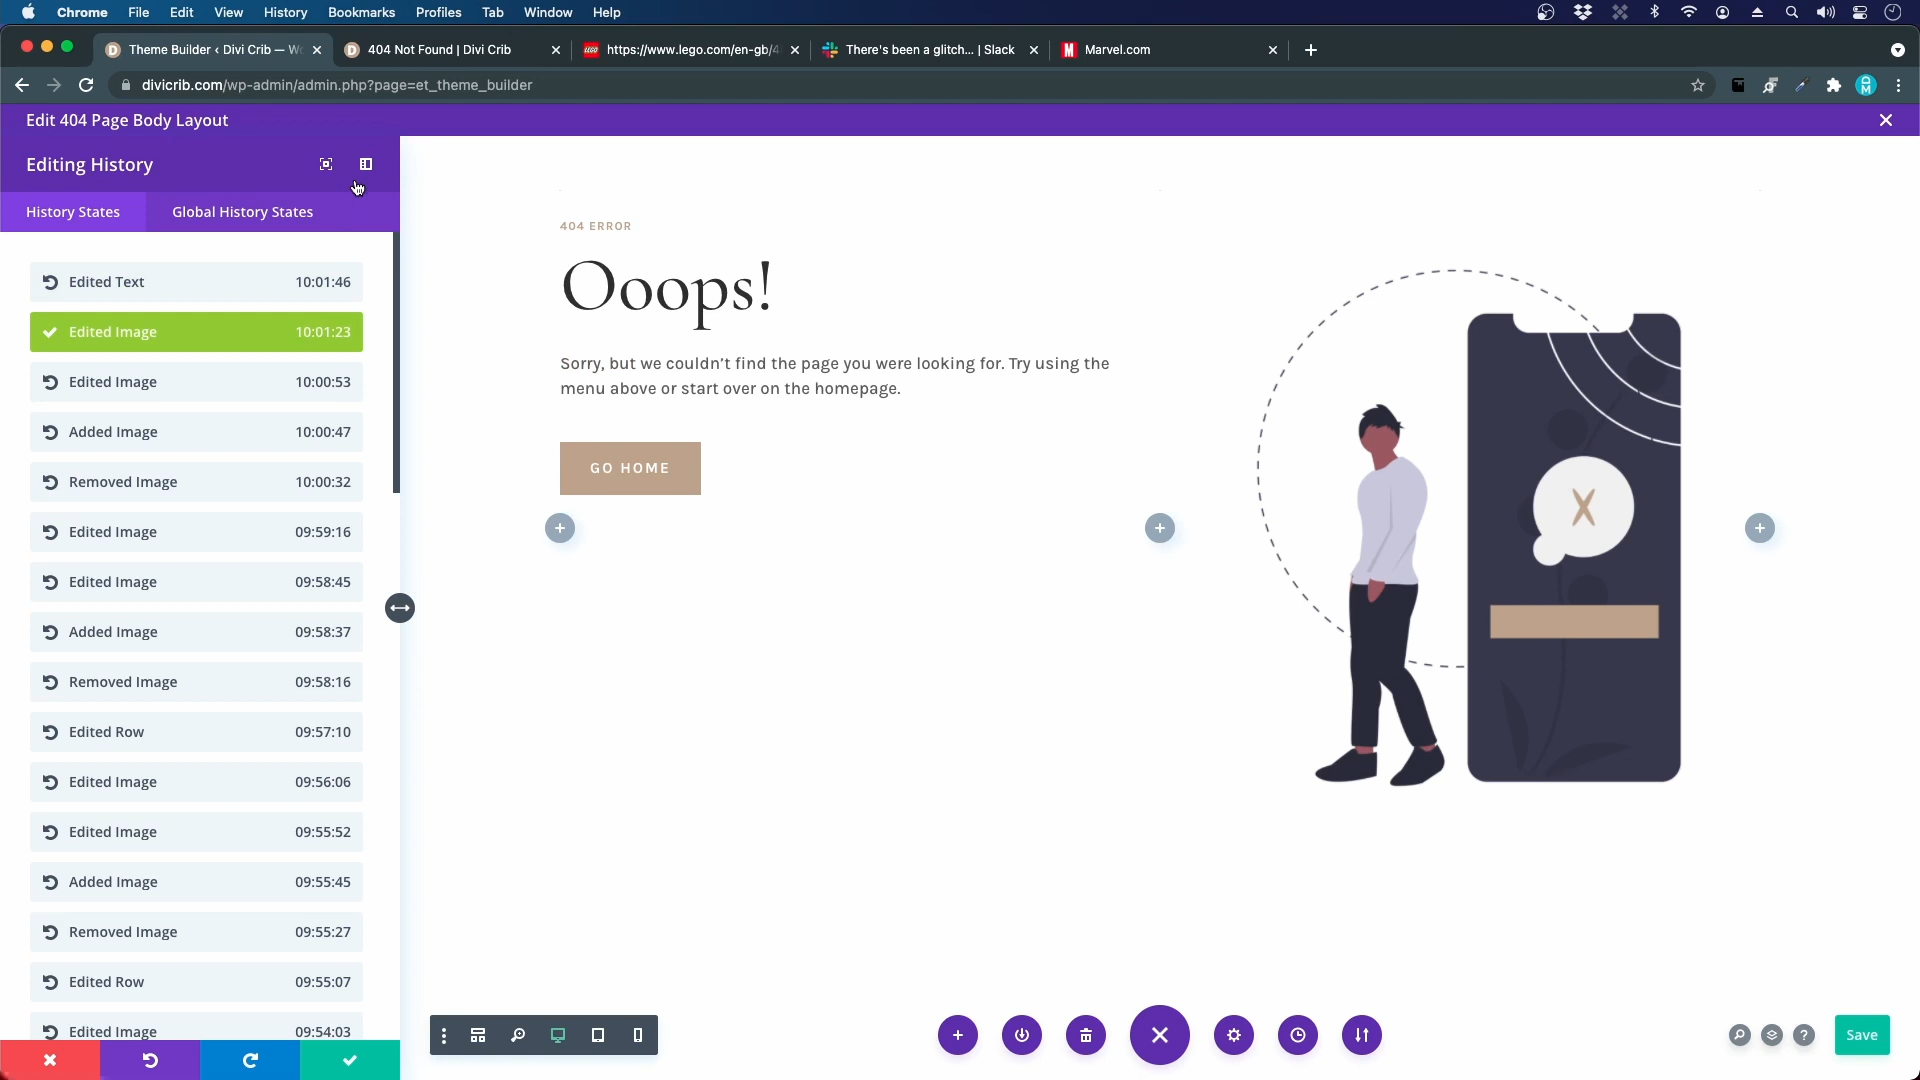 Chrome File Edit View History Bookmarks Profiles Tab Window Help
Theme Builder ‹ Divi Crib — Wo
404 Not Found | Divi Crib
https://www.lego.com/en-gb/4
There's been a glitch... | Slack
Marvel.com
divicrib.com/wp-admin/admin.php?page=et_theme_builder
Edit 404 Page Body Layout
Editing History
History States Global History States
Edited Text 10:01:46
Edited Image 10:01:23
Edited Image 10:00:53
Added Image 10:00:47
Removed Image 10:00:32
Edited Image 09:59:16
Edited Image 09:58:45
Added Image 09:58:37
Removed Image 09:58:16
Edited Row 09:57:10
Edited Image 09:56:06
Edited Image 09:55:52
Added Image 09:55:45
Removed Image 09:55:27
Edited Row 09:55:07
Edited Image 09:54:03
404 ERROR
Ooops!
Sorry, but we couldn’t find the page you were looking for. Try using the
menu above or start over on the homepage.
GO HOME
Save